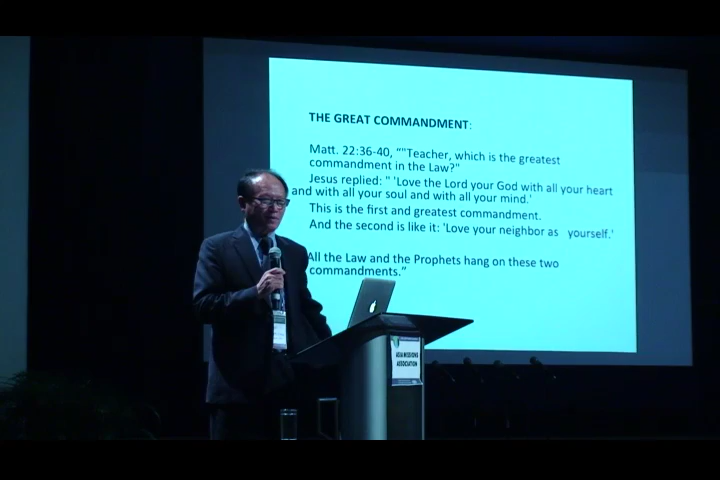 THE GREAT COMMANDMENT:
Matt. 22:36-40, “"Teacher, which is the greatest
commandment in the Law?"
Jesus replied: " 'Love the Lord your God with all your heart
and with all your soul and with all your mind.'
This is the first and greatest commandment.
And the second is like it: 'Love your neighbor as yourself.'
All the Law and the Prophets hang on these two
commandments.”
ASIA MISSIONS
ASSOCIATION